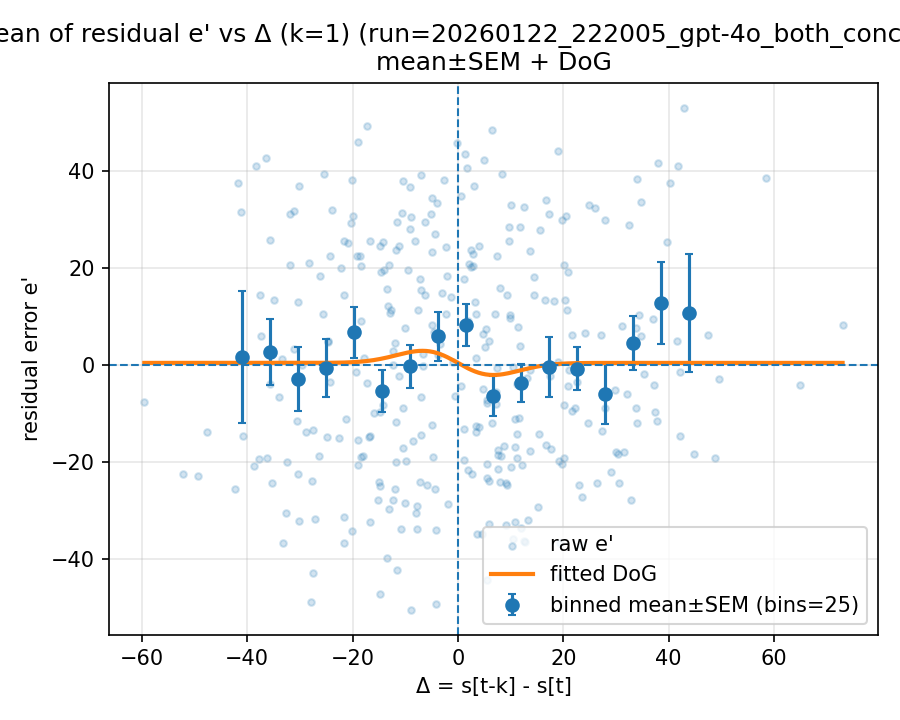 ean of residual e' vs Δ (k=1) (run=20260122_222005_gpt-4o_both_conc
mean±SEM + DoG
residual error e'
40
20
0
−20
−40
raw e'
fitted DoG
binned mean±SEM (bins=25)
−60 −40 −20 0 20 40 60
Δ = s[t-k] - s[t]